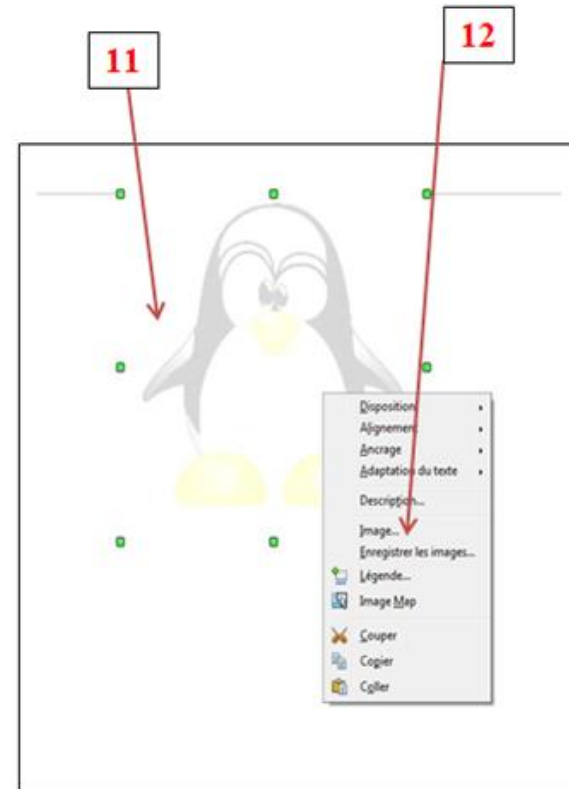 11
12
Disposition
Alignement
Ancrage
Adaptation du texte
Description...
Image...
Enregistrer les images...
Légende...
Image Map
Couper
Copier
Coller